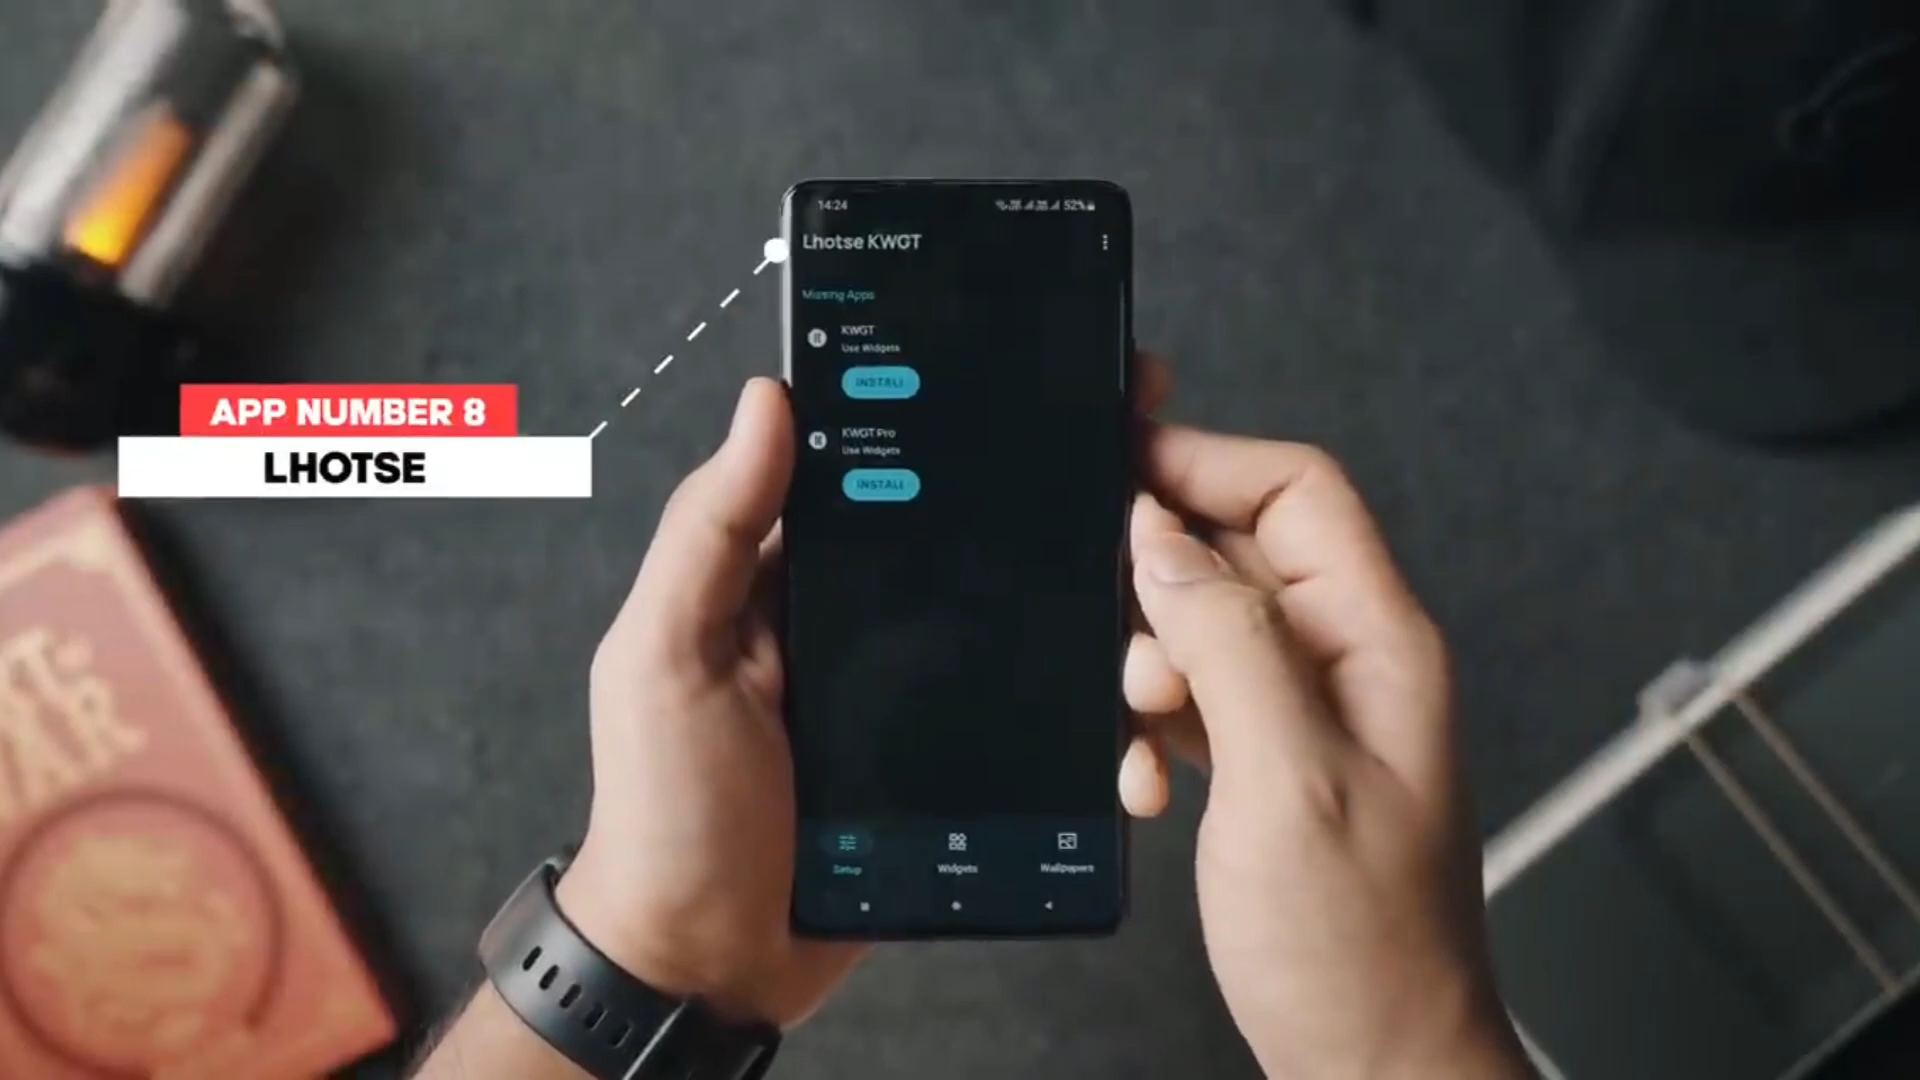 14:24
52%
Lhotse KWGT
Missing Apps
KWGT
Use Widgets
INSTALL
KWGT Pro
Use Widgets
INSTALL
APP NUMBER 8
LHOTSE
Setup
Widgets
Wallpapers